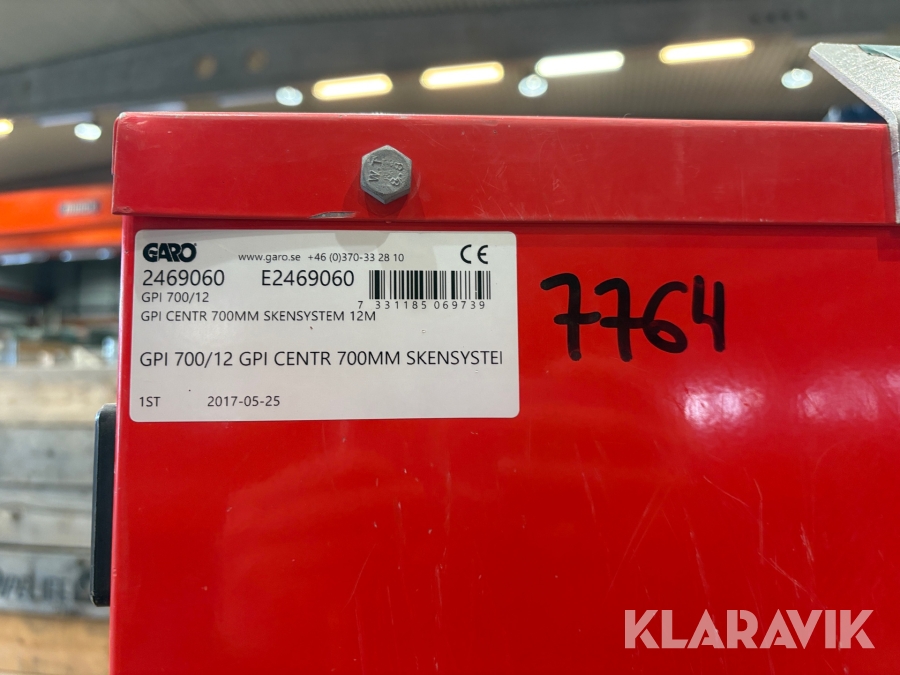 GARO
www.garo.se +46 (0)370-33 28 10
CE
2469060 E2469060
GPI 700/12
7 331185 069739
GPI CENTR 700MM SKENSYSTEM 12M
GPI 700/12 GPI CENTR 700MM SKENSYSTEI
1ST 2017-05-25
7764
KLARAVIK